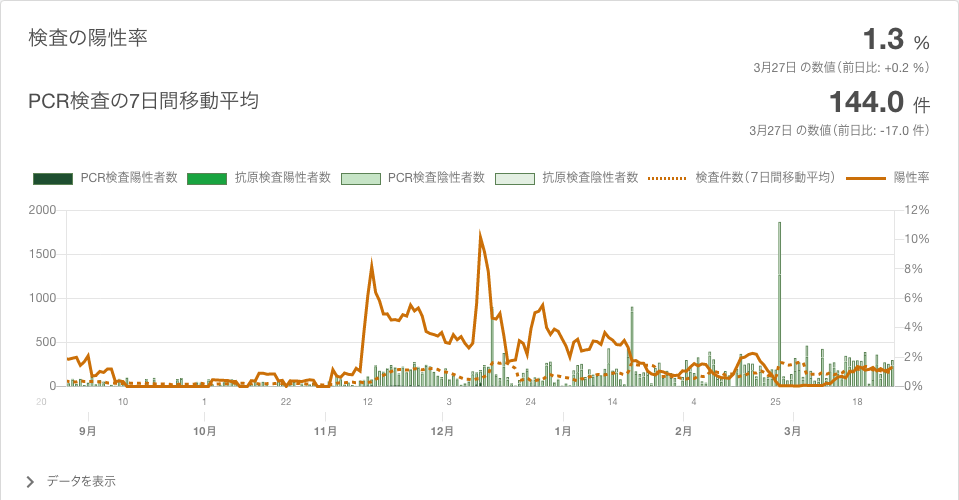 検査の陽性率
1.3 %
3月27日 の数値（前日比: +0.2 %）
PCR検査の7日間移動平均
144.0 件
3月27日 の数値（前日比: -17.0 件）
PCR検査陽性者数 抗原検査陽性者数 PCR検査陰性者数 抗原検査陰性者数 検査件数（7日間移動平均） 陽性率
2000 12%
10%
1500
8%
1000 6%
4%
500
2%
0 0%
20 10 1 22 12 3 24 14 4 25 18
9月 10月 11月 12月 1月 2月 3月
データを表示